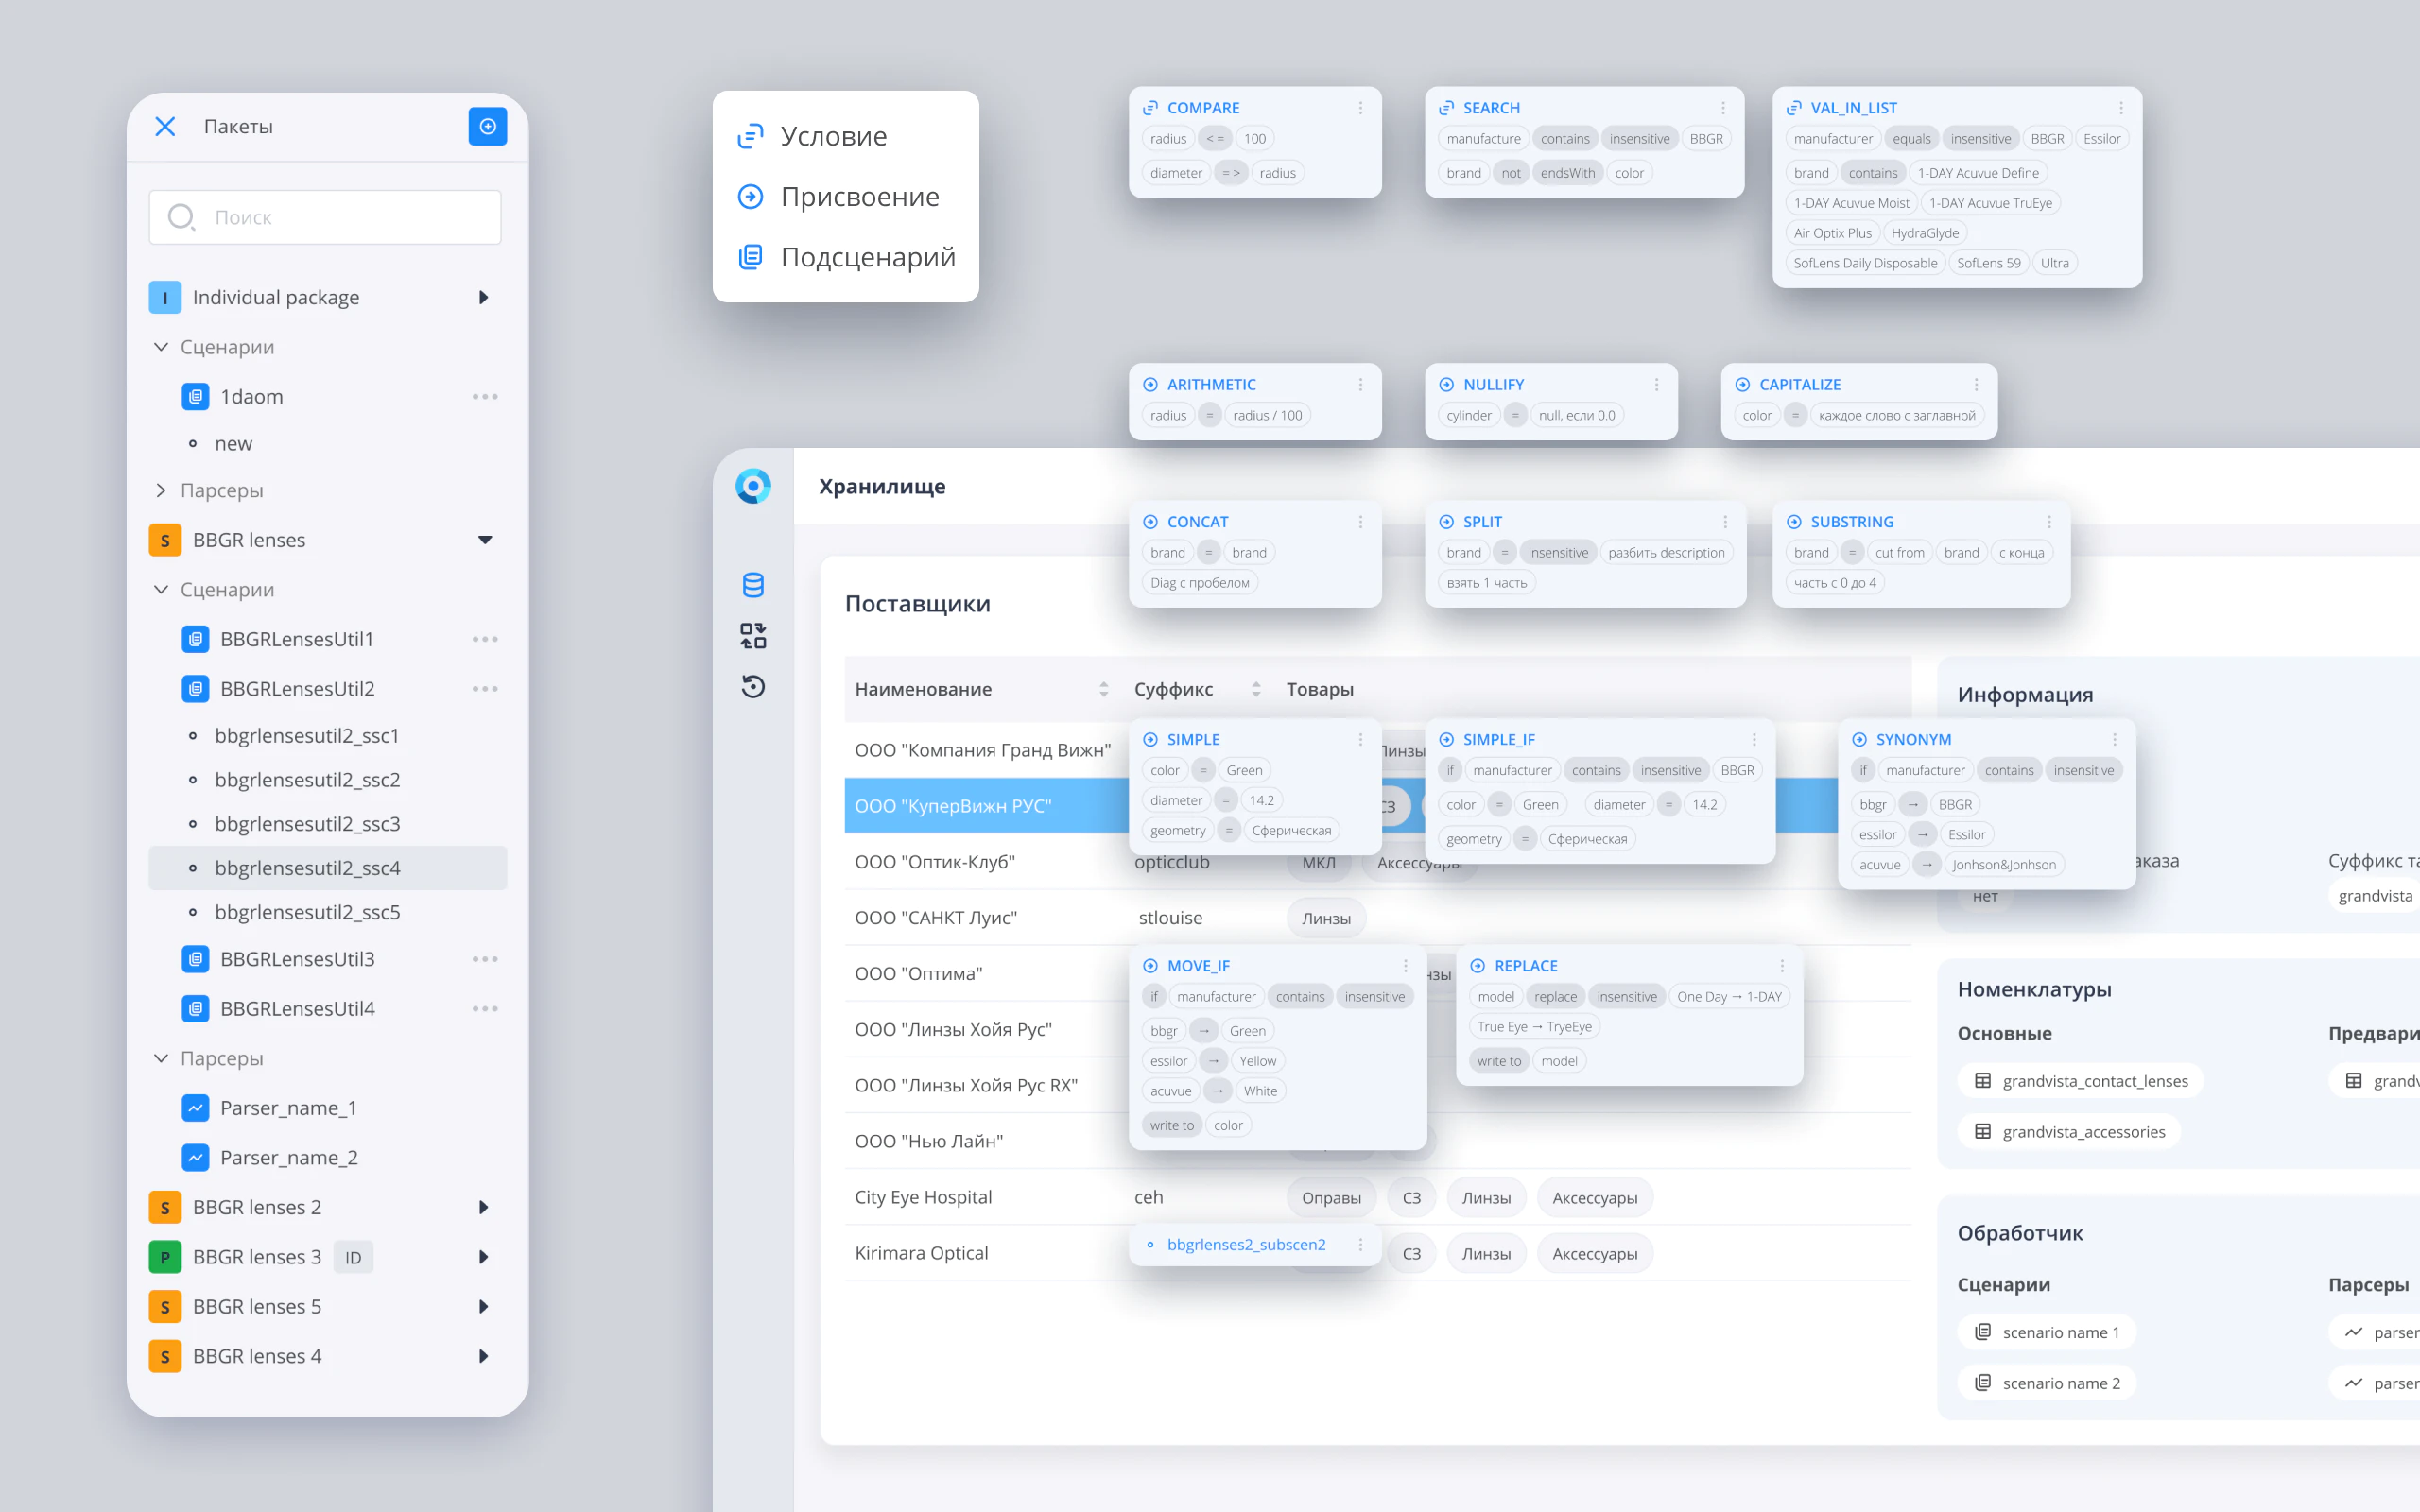 Пакеты
Поиск
I Individual package
Сценарии
1daom
new
Парсеры
S BBGR lenses
Сценарии
BBGRLensesUtil1
BBGRLensesUtil2
bbgrlensesutil2_ssc1
bbgrlensesutil2_ssc2
bbgrlensesutil2_ssc3
bbgrlensesutil2_ssc4
bbgrlensesutil2_ssc5
BBGRLensesUtil3
BBGRLensesUtil4
Парсеры
Parser_name_1
Parser_name_2
S BBGR lenses 2
P BBGR lenses 3 ID
S BBGR lenses 5
S BBGR lenses 4
Условие
Присвоение
Подсценарий
COMPARE
radius < = 100
diameter = > radius
SEARCH
manufacture contains insensitive BBGR
brand not endsWith color
VAL_IN_LIST
manufacturer equals insensitive BBGR Essilor
brand contains 1-DAY Acuvue Define
1-DAY Acuvue Moist 1-DAY Acuvue TruEye
Air Optix Plus HydraGlyde
SofLens Daily Disposable SofLens 59 Ultra
ARITHMETIC
radius = radius / 100
NULLIFY
cylinder = null, если 0.0
CAPITALIZE
color = каждое слово с заглавной
CONCAT
brand = brand
Diag с пробелом
SPLIT
brand = insensitive разбить description
взять 1 часть
SUBSTRING
brand = cut from brand с конца
часть с 0 до 4
SIMPLE
color = Green
diameter = 14.2
geometry = Сферическая
SIMPLE_IF
if manufacturer contains insensitive BBGR
color = Green diameter = 14.2
geometry = Сферическая
SYNONYM
if manufacturer contains insensitive
bbgr → BBGR
essilor → Essilor
acuvue → Jonhson&Jonhson
MOVE_IF
if manufacturer contains insensitive
bbgr → Green
essilor → Yellow
acuvue → White
write to color
REPLACE
model replace insensitive One Day → 1-DAY
True Eye → TryeEye
write to model
bbgrlenses2_subscen2
Хранилище
Поставщики
Наименование Суффикс Товары
ООО "Компания Гранд Вижн" Линзы
ООО "КуперВижн РУС" СЗ
ООО "Оптик-Клуб" opticclub МКЛ Аксессуары
ООО "САНКТ Луис" stlouise Линзы
ООО "Оптима" нзы
ООО "Линзы Хойя Рус"
ООО "Линзы Хойя Рус RX"
ООО "Нью Лайн"
City Eye Hospital ceh Оправы СЗ Линзы Аксессуары
Kirimara Optical СЗ Линзы Аксессуары
Информация
аказа Суффикс та
нет grandvista
Номенклатуры
Основные Предвари
grandvista_contact_lenses grandv
grandvista_accessories
Обработчик
Сценарии Парсеры
scenario name 1 parser
scenario name 2 parser